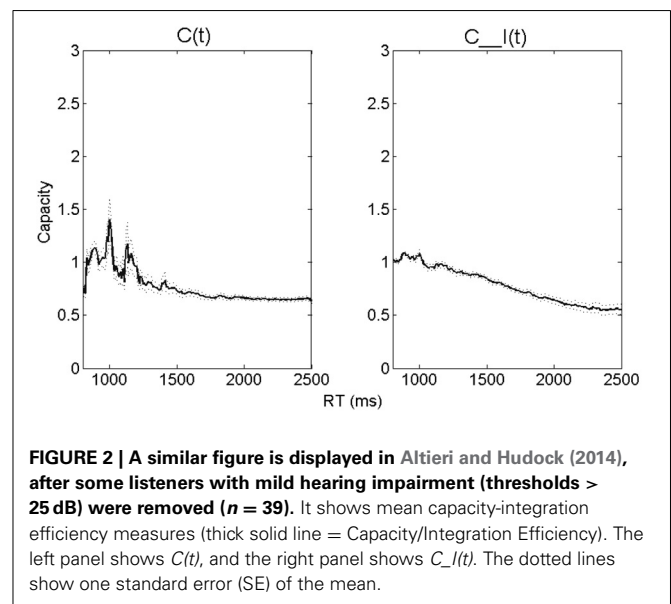 C(t)
C__I(t)
3
2.5
2
1.5
1
0.5
0
Capacity
1000 1500 2000 2500
3
2.5
2
1.5
1
0.5
0
1000 1500 2000 2500
RT (ms)
FIGURE 2 | A similar figure is displayed in Altieri and Hudock (2014),
after some listeners with mild hearing impairment (thresholds >
25 dB) were removed (n = 39). It shows mean capacity-integration
efficiency measures (thick solid line = Capacity/Integration Efficiency). The
left panel shows C(t), and the right panel shows C_I(t). The dotted lines
show one standard error (SE) of the mean.